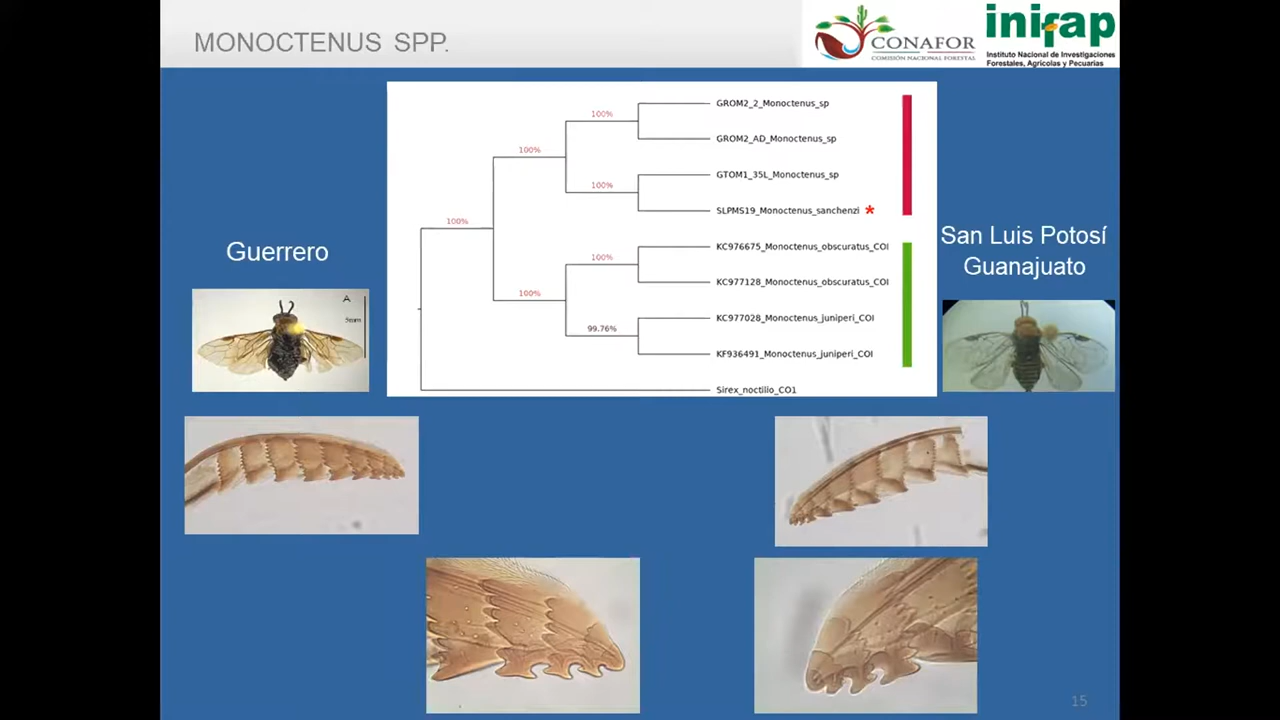 MONOCTENUS SPP.
CONAFOR
COMISIÓN NACIONAL FORESTAL
inifap
Instituto Nacional de Investigaciones
Forestales, Agrícolas y Pecuarias
GROM2_2_Monoctenus_sp
100%
GROM2_AD_Monoctenus_sp
100%
GTOM1_35L_Monoctenus_sp
100%
SLPMS19_Monoctenus_sanchenzi *
100%
KC976675_Monoctenus_obscuratus_COI
100%
KC977128_Monoctenus_obscuratus_COI
100%
KC977028_Monoctenus_juniperi_COI
99.76%
KF936491_Monoctenus_juniperi_COI
Sirex_noctilio_CO1
Guerrero
A
5mm
San Luis Potosí
Guanajuato
15